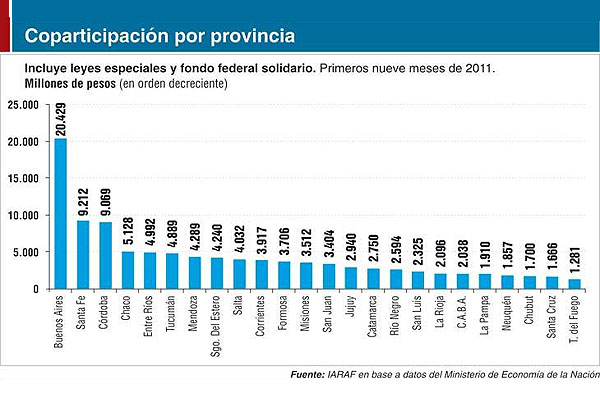 Coparticipación por provincia
Incluye leyes especiales y fondo federal solidario. Primeros nueve meses de 2011.
Millones de pesos (en orden decreciente)
25.000
20.000
15.000
10.000
5.000
0
20.429
9.212
9.069
5.128
4.992
4.889
4.289
4.240
4.032
3.917
3.706
3.512
3.404
2.940
2.750
2.594
2.325
2.096
2.038
1.910
1.857
1.700
1.666
1.281
Buenos Aires
Santa Fe
Córdoba
Chaco
Entre Ríos
Tucumán
Mendoza
Sgo. Del Estero
Salta
Corrientes
Formosa
Misiones
San Juan
Jujuy
Catamarca
Río Negro
San Luis
La Rioja
C.A.B.A.
La Pampa
Neuquén
Chubut
Santa Cruz
T. del Fuego
Fuente: IARAF en base a datos del Ministerio de Economía de la Nación